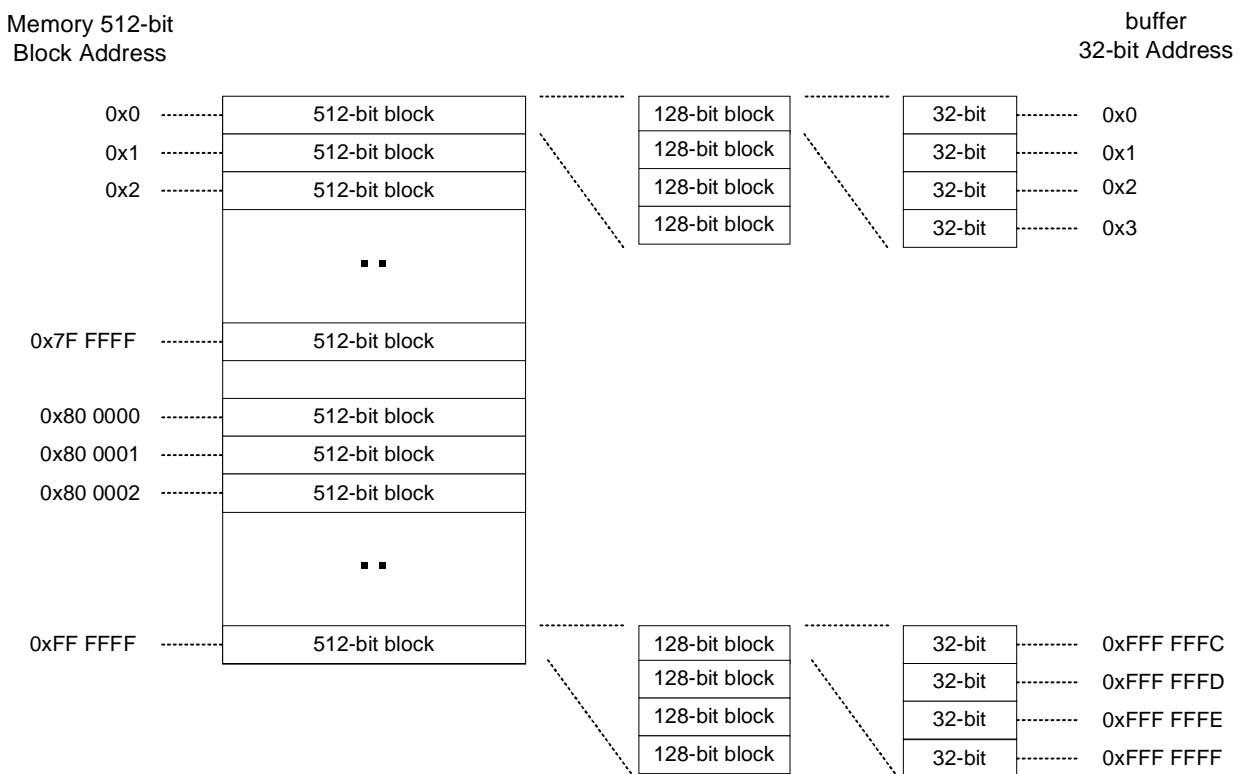 Memory 512-bit
Block Address
buffer
32-bit Address
0x0 512-bit block 128-bit block 32-bit 0x0
0x1 512-bit block 128-bit block 32-bit 0x1
0x2 512-bit block 128-bit block 32-bit 0x2
128-bit block 32-bit 0x3
..
0x7F FFFF 512-bit block
0x80 0000 512-bit block
0x80 0001 512-bit block
0x80 0002 512-bit block
..
0xFF FFFF 512-bit block 128-bit block 32-bit 0xFFF FFFC
128-bit block 32-bit 0xFFF FFFD
128-bit block 32-bit 0xFFF FFFE
128-bit block 32-bit 0xFFF FFFF